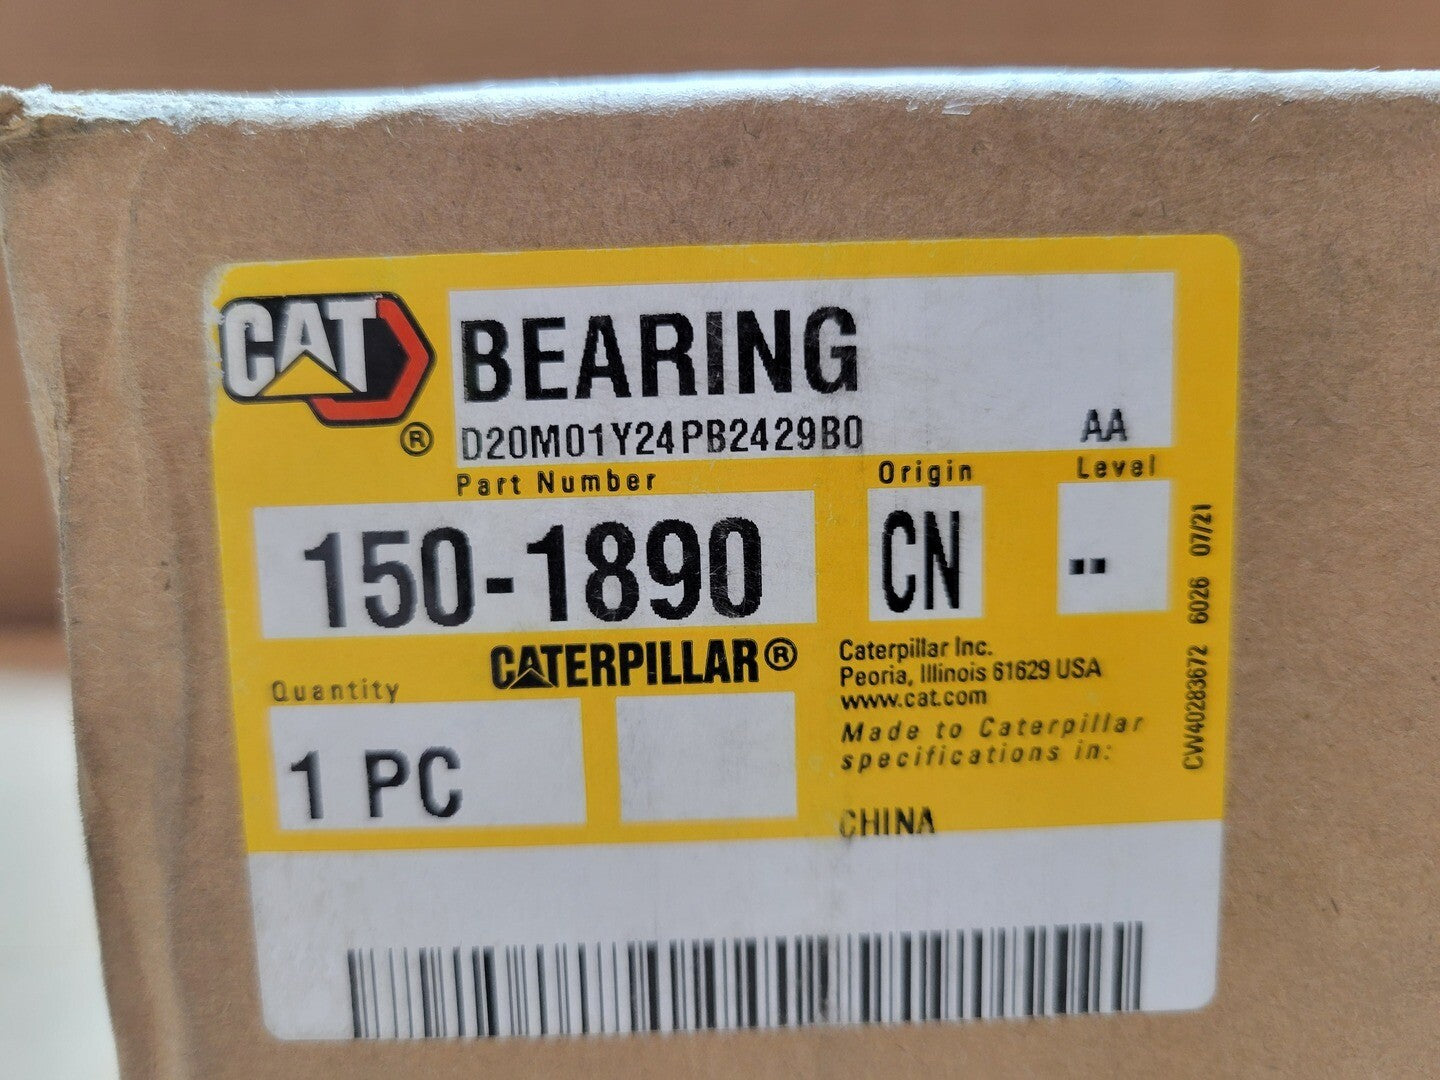 CAT
®
BEARING
D20M01Y24PB2429B0
AA
Part Number
Origin
Level
150-1890
CN
--
CATERPILLAR®
Caterpillar Inc.
Peoria, Illinois 61629 USA
www.cat.com
Made to Caterpillar
specifications in:
CHINA
Quantity
1 PC
CW40283672 6026 07/21